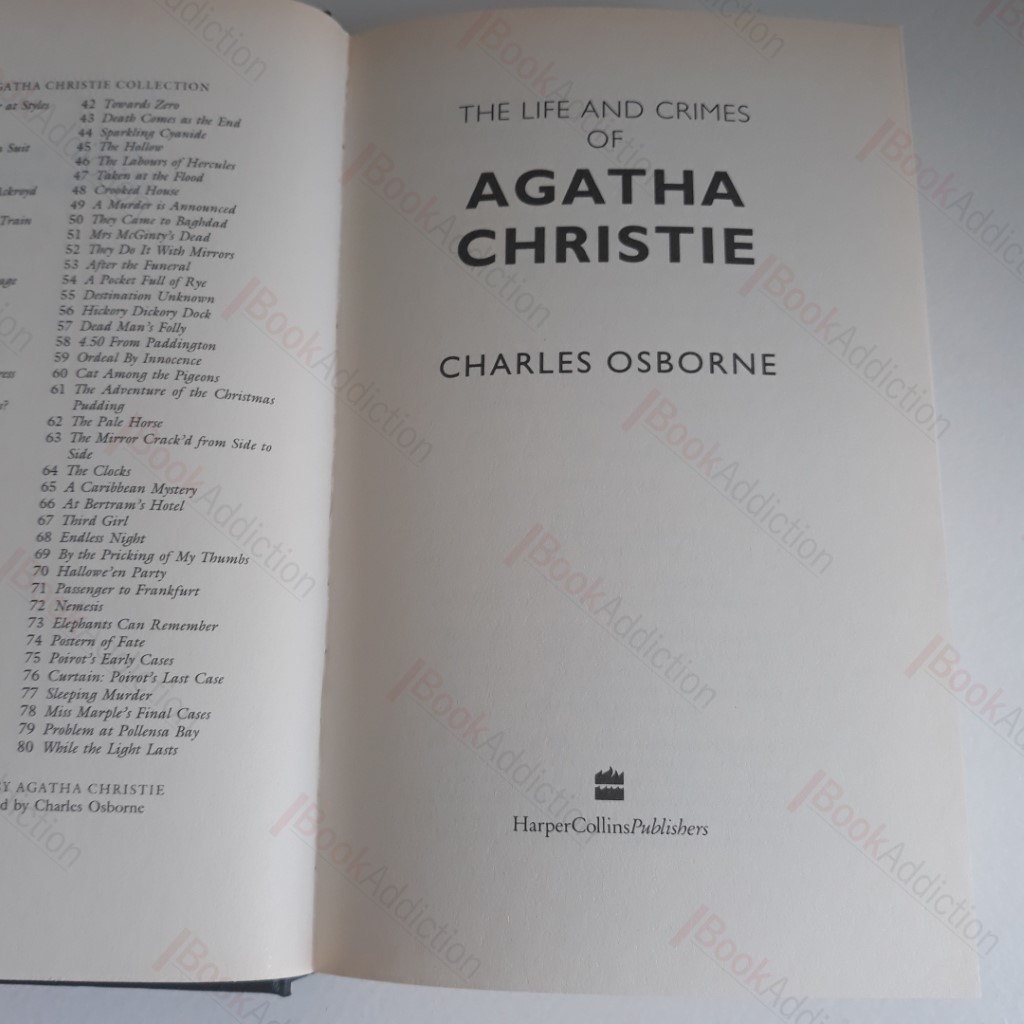 AGATHA CHRISTIE COLLECTION
at Styles
Suit
Ackroyd
Train
42 Towards Zero
43 Death Comes as the End
44 Sparkling Cyanide
45 The Hollow
46 The Labours of Hercules
47 Taken at the Flood
48 Crooked House
49 A Murder is Announced
50 They Came to Baghdad
51 Mrs McGinty's Dead
52 They Do It With Mirrors
53 After the Funeral
54 A Pocket Full of Rye
55 Destination Unknown
56 Hickory Dickory Dock
57 Dead Man's Folly
58 4.50 From Paddington
59 Ordeal By Innocence
60 Cat Among the Pigeons
61 The Adventure of the Christmas
Pudding
62 The Pale Horse
63 The Mirror Crack'd from Side to
Side
64 The Clocks
65 A Caribbean Mystery
66 At Bertram's Hotel
67 Third Girl
68 Endless Night
69 By the Pricking of My Thumbs
70 Hallowe'en Party
71 Passenger to Frankfurt
72 Nemesis
73 Elephants Can Remember
74 Postern of Fate
75 Poirot's Early Cases
76 Curtain: Poirot's Last Case
77 Sleeping Murder
78 Miss Marple's Final Cases
79 Problem at Pollensa Bay
80 While the Light Lasts
Y AGATHA CHRISTIE
d by Charles Osborne
THE LIFE AND CRIMES
OF
AGATHA
CHRISTIE
CHARLES OSBORNE
HarperCollinsPublishers
BookAddiction